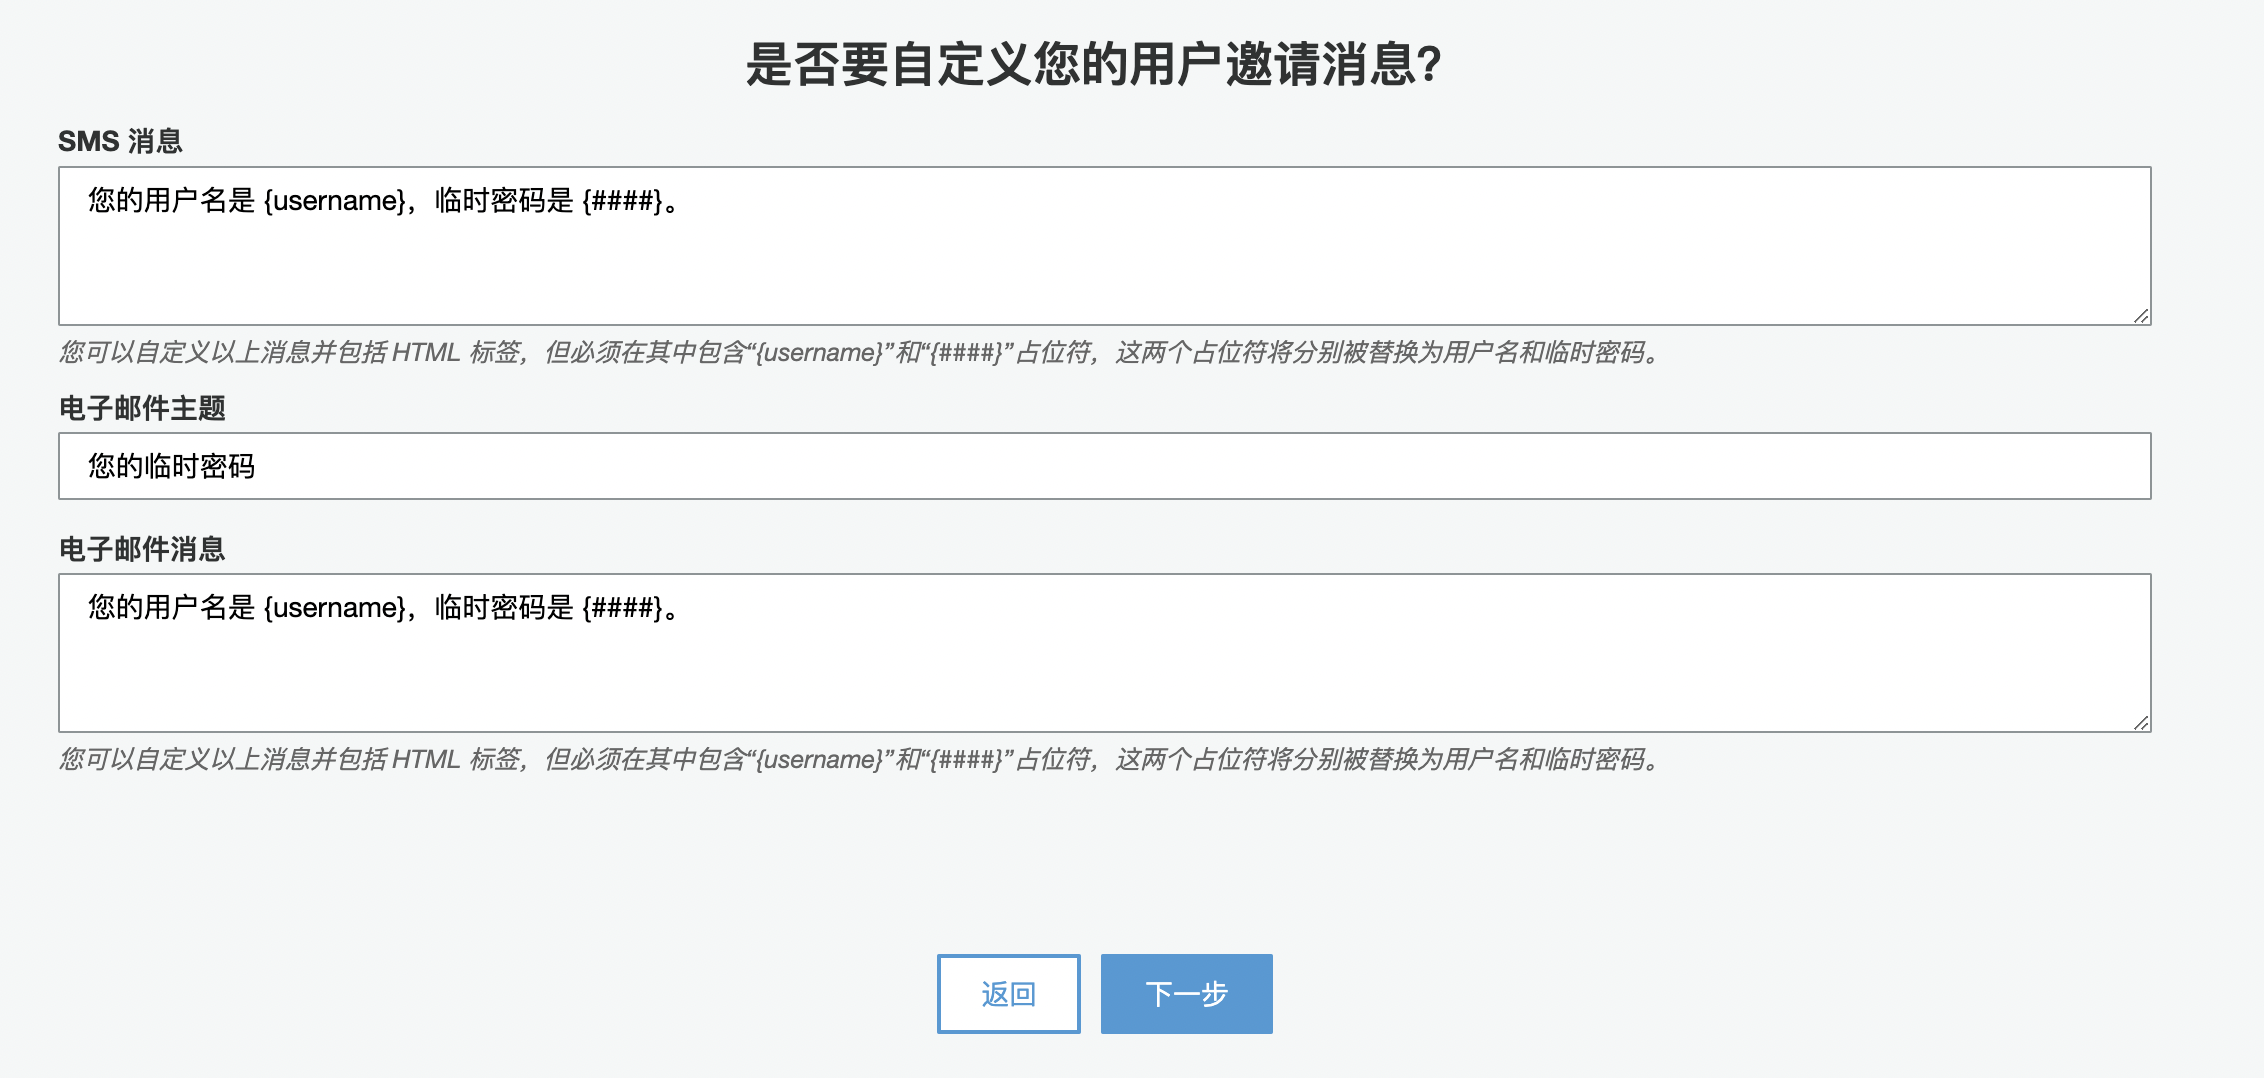 是否要自定义您的用户邀请消息?
SMS 消息
您的用户名是 {username}，临时密码是 {####}。
您可以自定义以上消息并包括 HTML 标签，但必须在其中包含“{username}”和“{####}”占位符，这两个占位符将分别被替换为用户名和临时密码。
电子邮件主题
您的临时密码
电子邮件消息
您的用户名是 {username}，临时密码是 {####}。
您可以自定义以上消息并包括 HTML 标签，但必须在其中包含“{username}”和“{####}”占位符，这两个占位符将分别被替换为用户名和临时密码。
返回
下一步